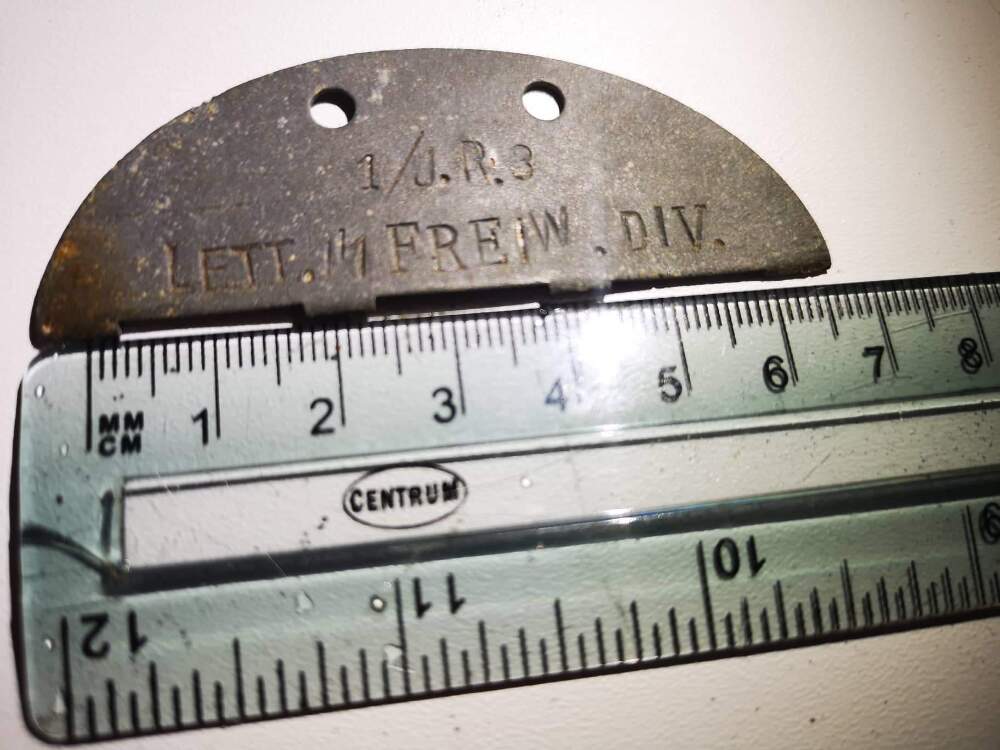 1/J.R.3
LETT. FREIW. DIV.
1 2 3 4 5 6 7 8
MM
CM
CENTRUM
12 11 10 9